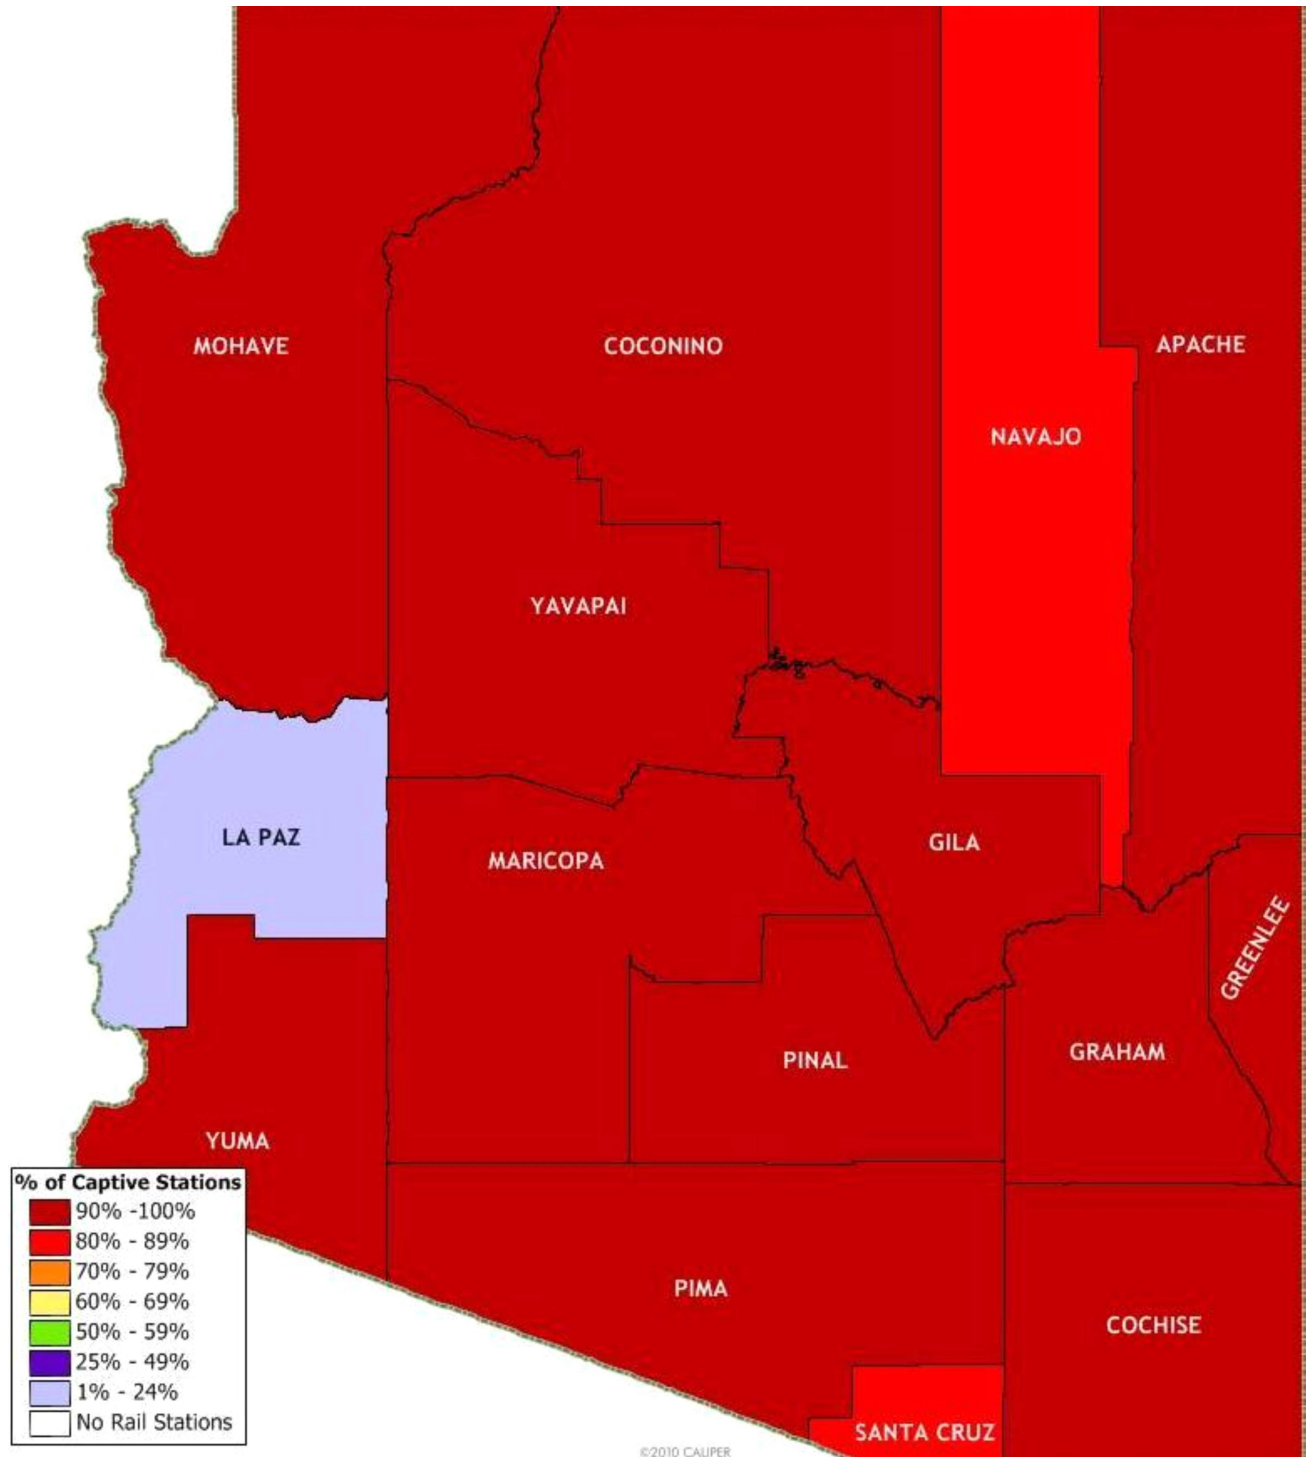 MOHAVE
COCONINO
APACHE
NAVAJO
YAVAPAI
LA PAZ
MARICOPA
GILA
GREENLEE
GRAHAM
PINAL
YUMA
% of Captive Stations
90% -100%
80% - 89%
70% - 79%
60% - 69%
50% - 59%
25% - 49%
1% - 24%
No Rail Stations
PIMA
COCHISE
SANTA CRUZ
©2010 CALIPER